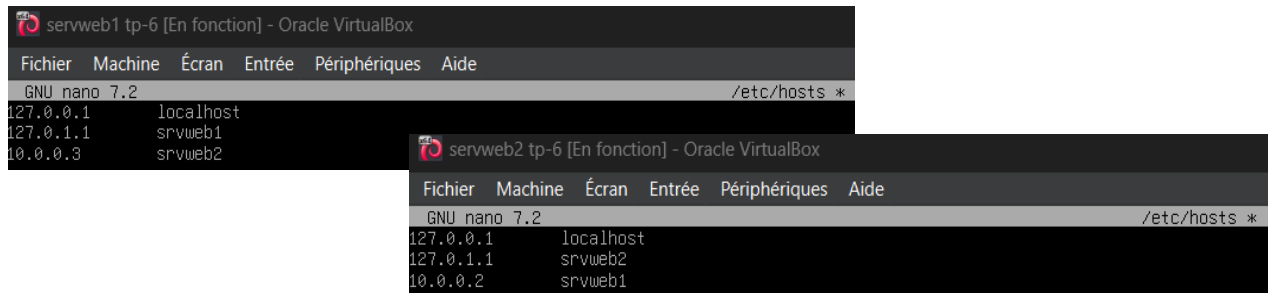 servweb1 tp-6 [En fonction] - Oracle VirtualBox
Fichier Machine Écran Entrée Périphériques Aide
GNU nano 7.2 /etc/hosts *
127.0.0.1 localhost
127.0.1.1 srvweb1
10.0.0.3 srvweb2
servweb2 tp-6 [En fonction] - Oracle VirtualBox
Fichier Machine Écran Entrée Périphériques Aide
GNU nano 7.2 /etc/hosts *
127.0.0.1 localhost
127.0.1.1 srvweb2
10.0.0.2 srvweb1